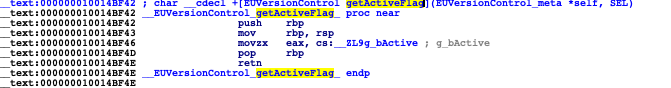 __text:000000010014BF42 ; char __cdecl +[EUVersionControl getActiveFlag](EUVersionControl_meta *self, SEL)
__text:000000010014BF42 __EUVersionControl_getActiveFlag_ proc near
__text:000000010014BF42 push rbp
__text:000000010014BF43 mov rbp, rsp
__text:000000010014BF46 movzx eax, cs:__ZL9g_bActive ; g_bActive
__text:000000010014BF4D pop rbp
__text:000000010014BF4E retn
__text:000000010014BF4E __EUVersionControl_getActiveFlag_ endp
__text:000000010014BF4E